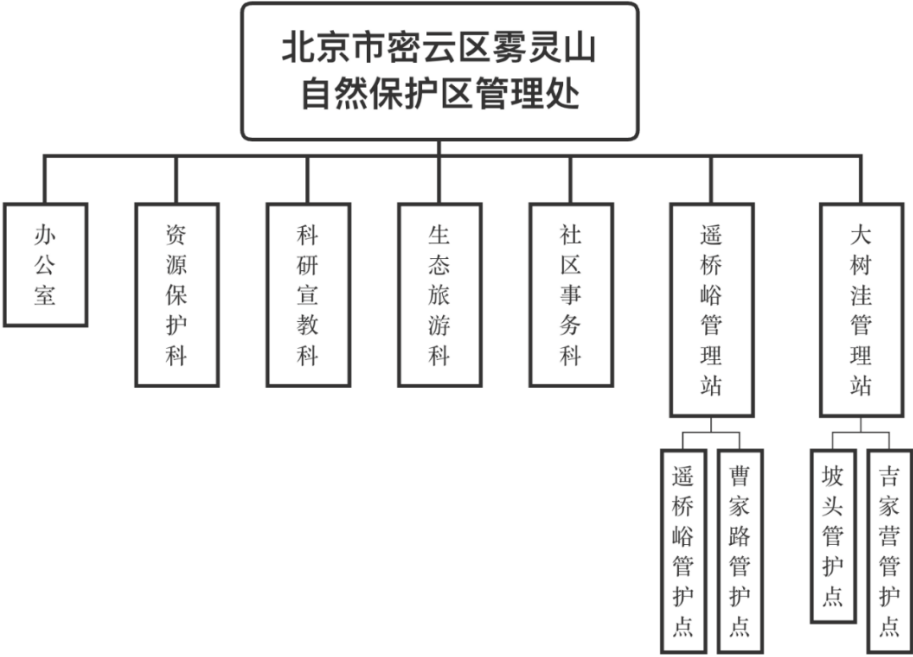 北京市密云区雾灵山
自然保护区管理处
办公室
资源保护科
科研宣教科
生态旅游科
社区事务科
遥桥峪管理站
大树洼管理站
遥桥峪管护点
曹家路管护点
坡头管护点
吉家营管护点